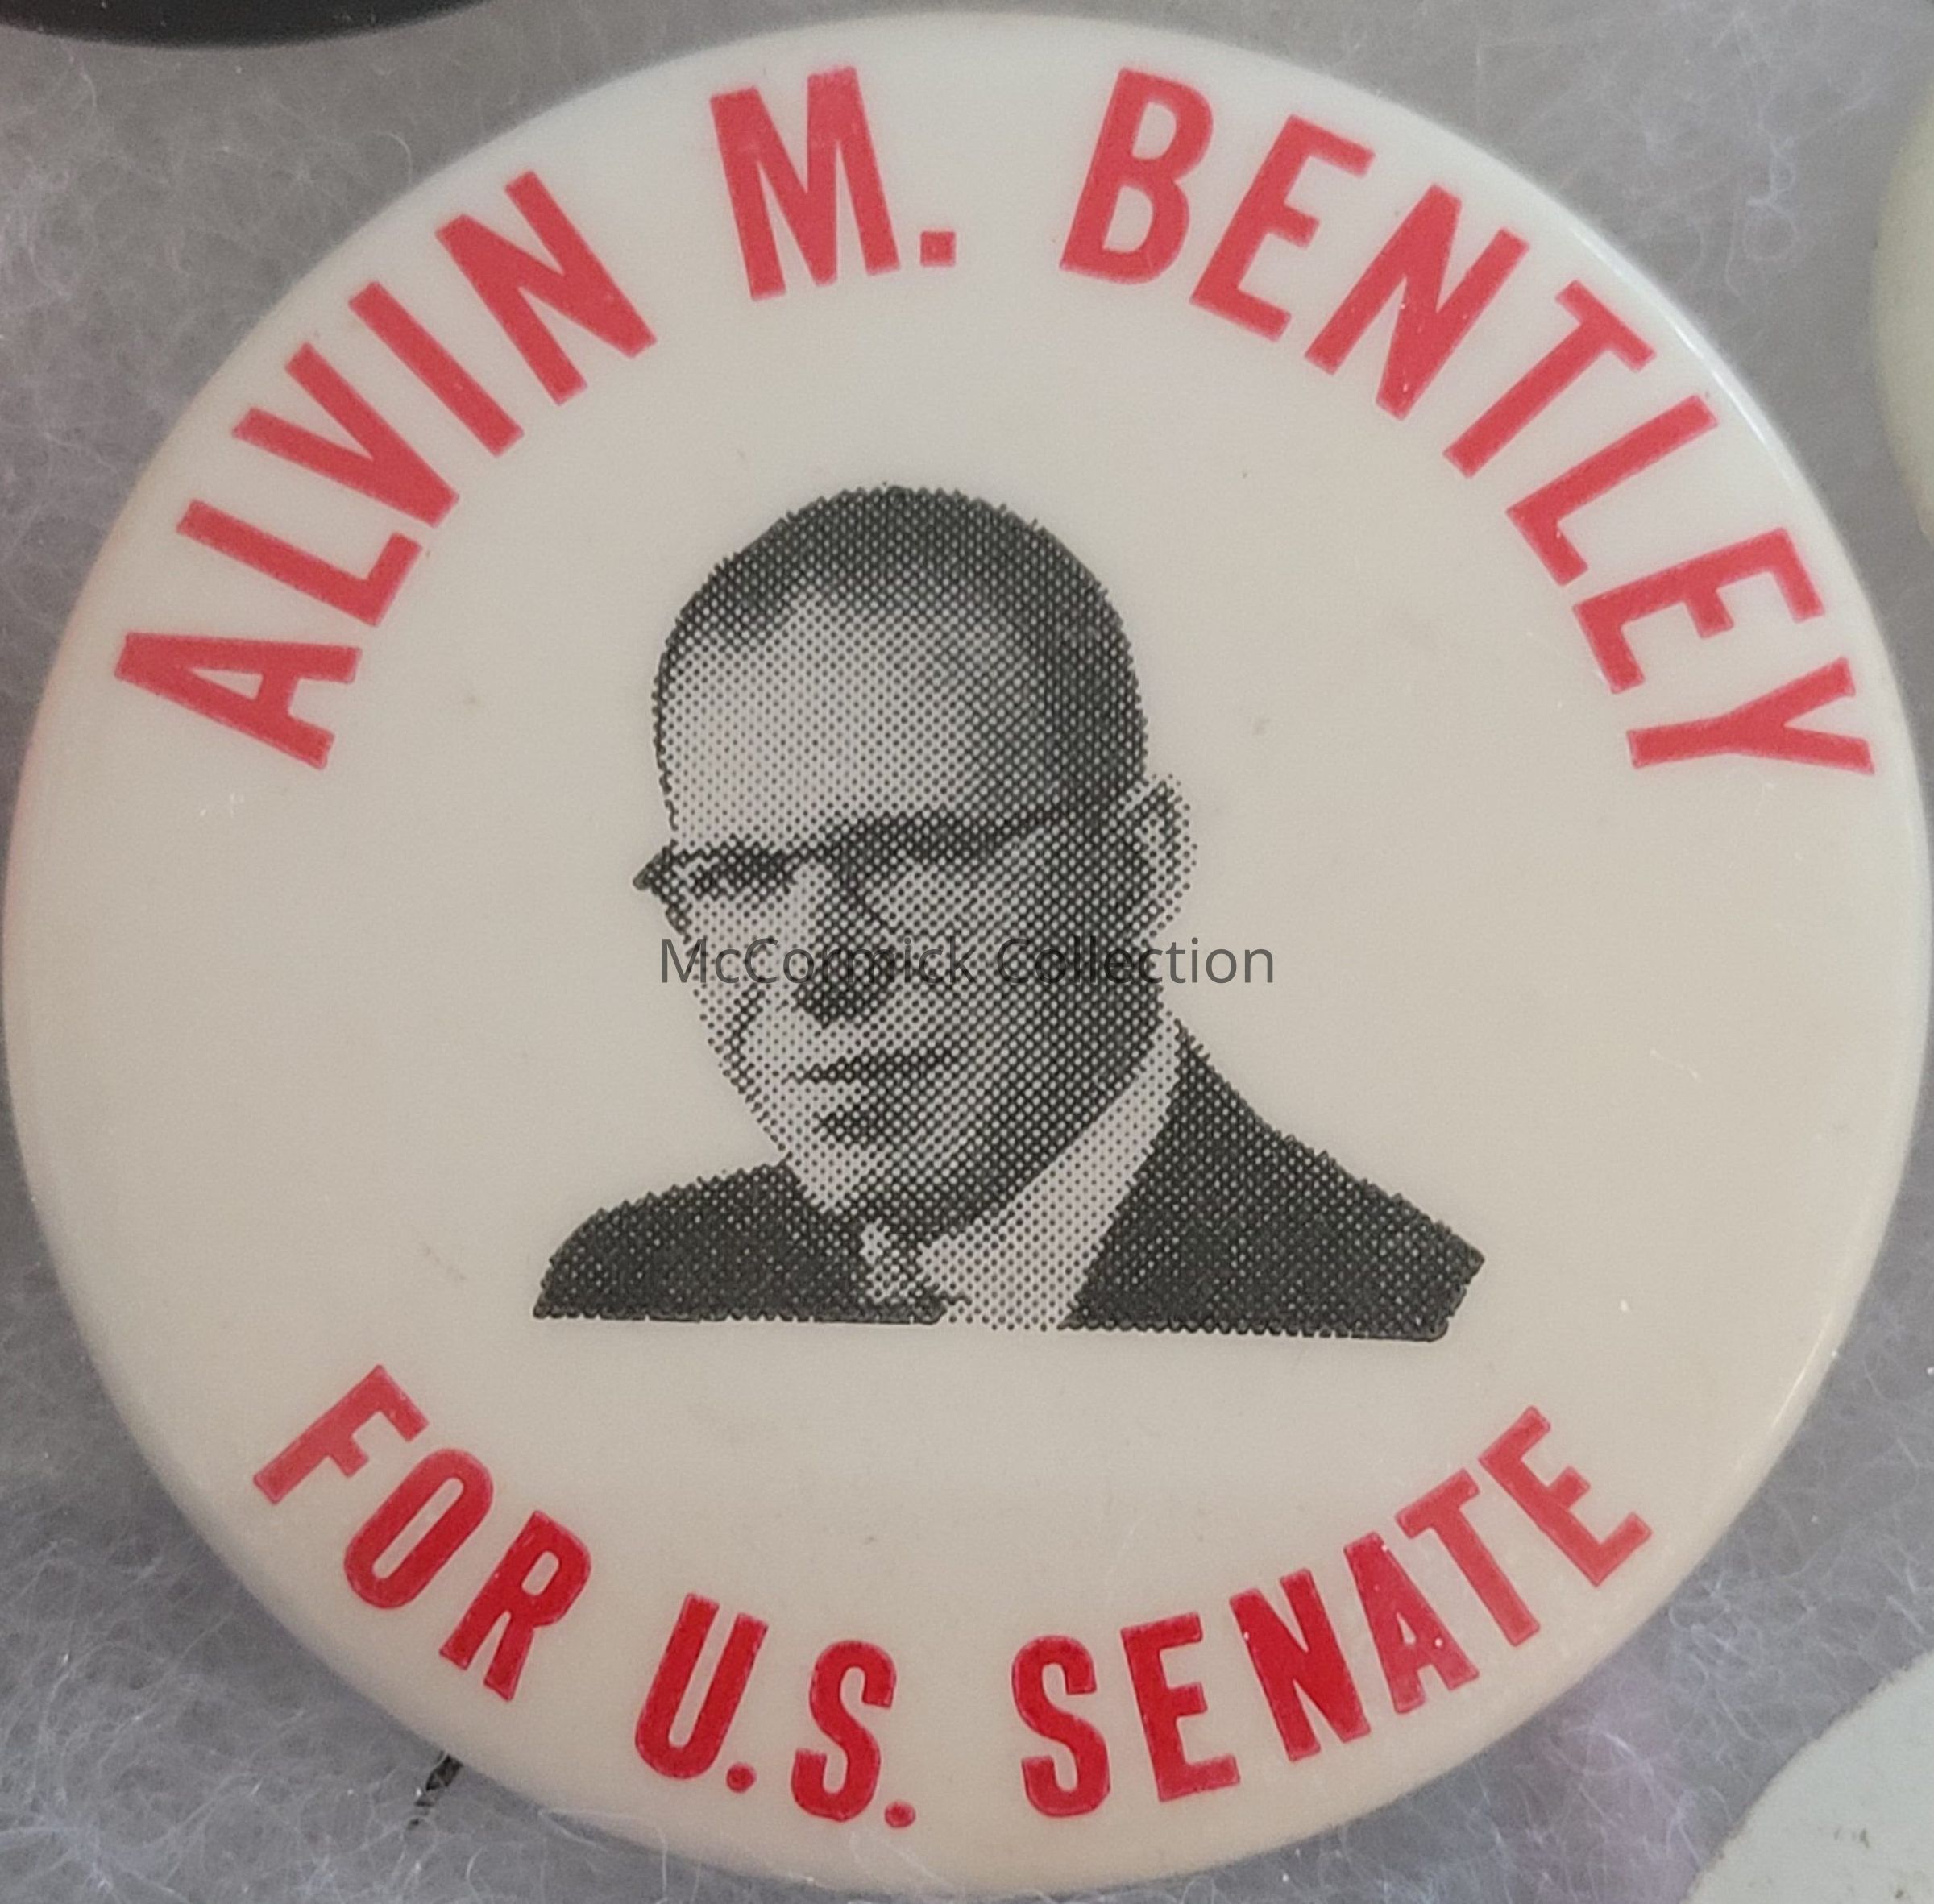 ALVIN M. BENTLEY
McCormick Collection
FOR U.S. SENATE